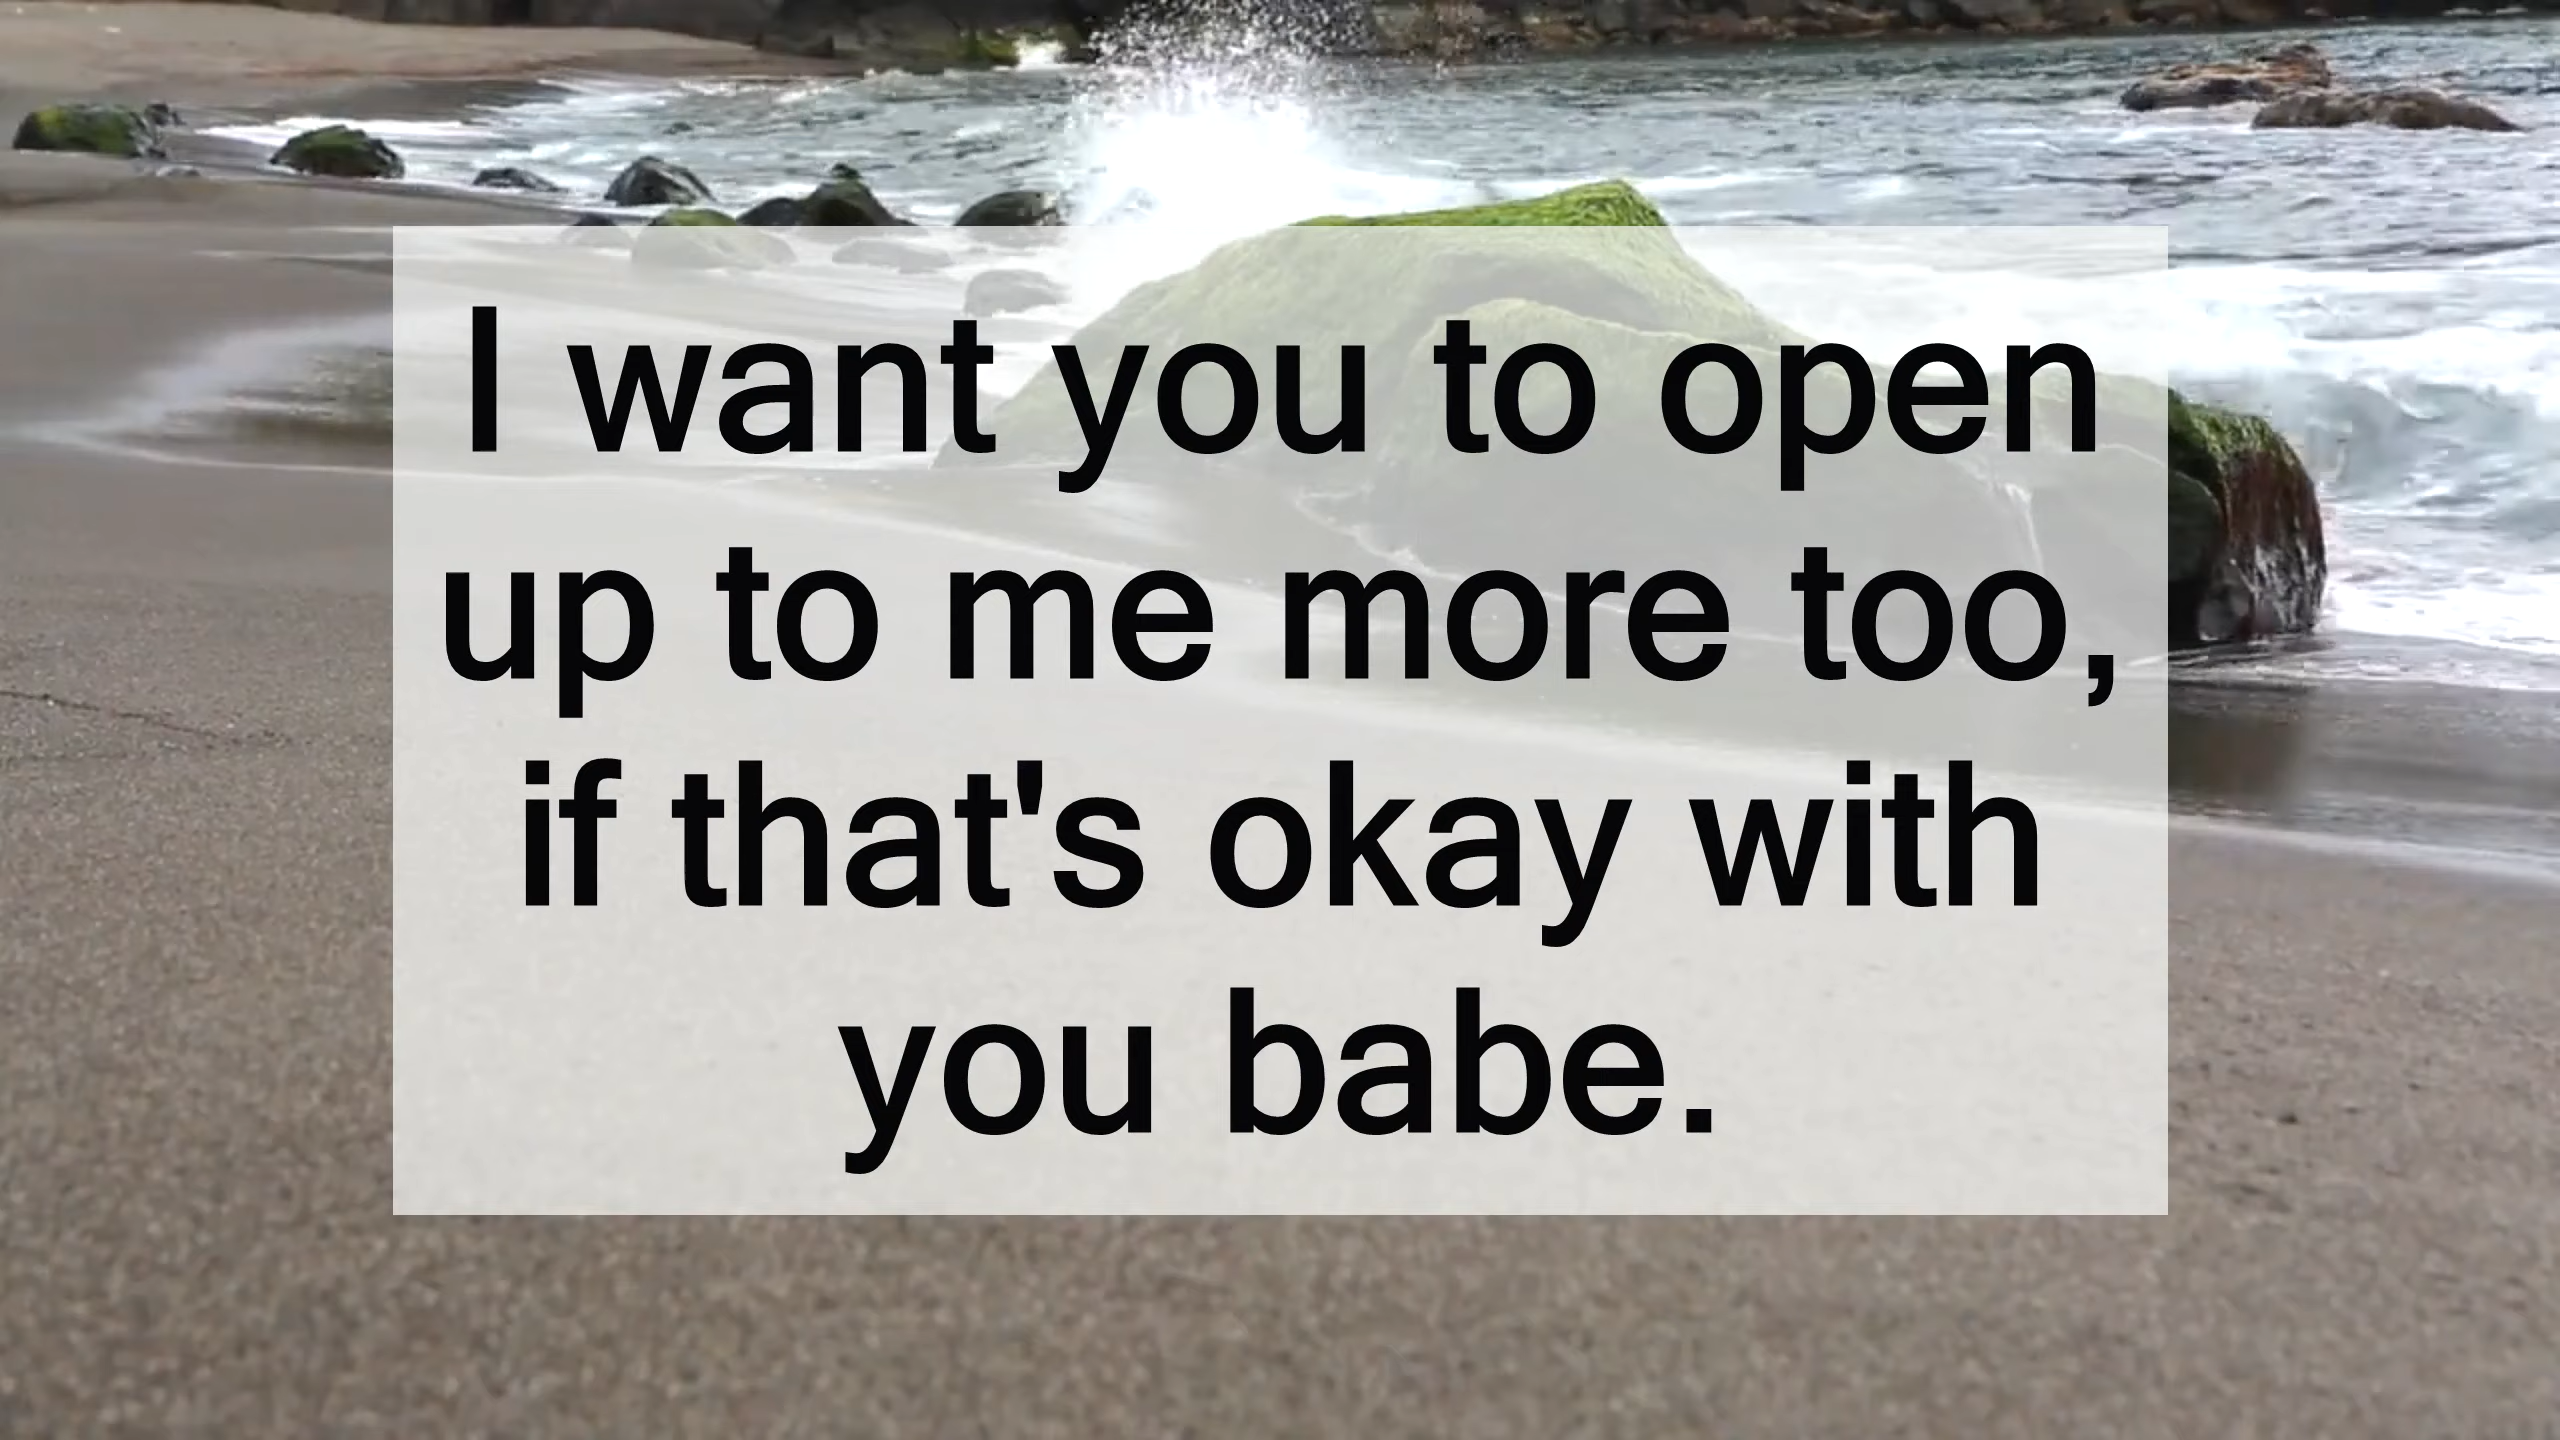 I want you to open
up to me more too,
if that's okay with
you babe.